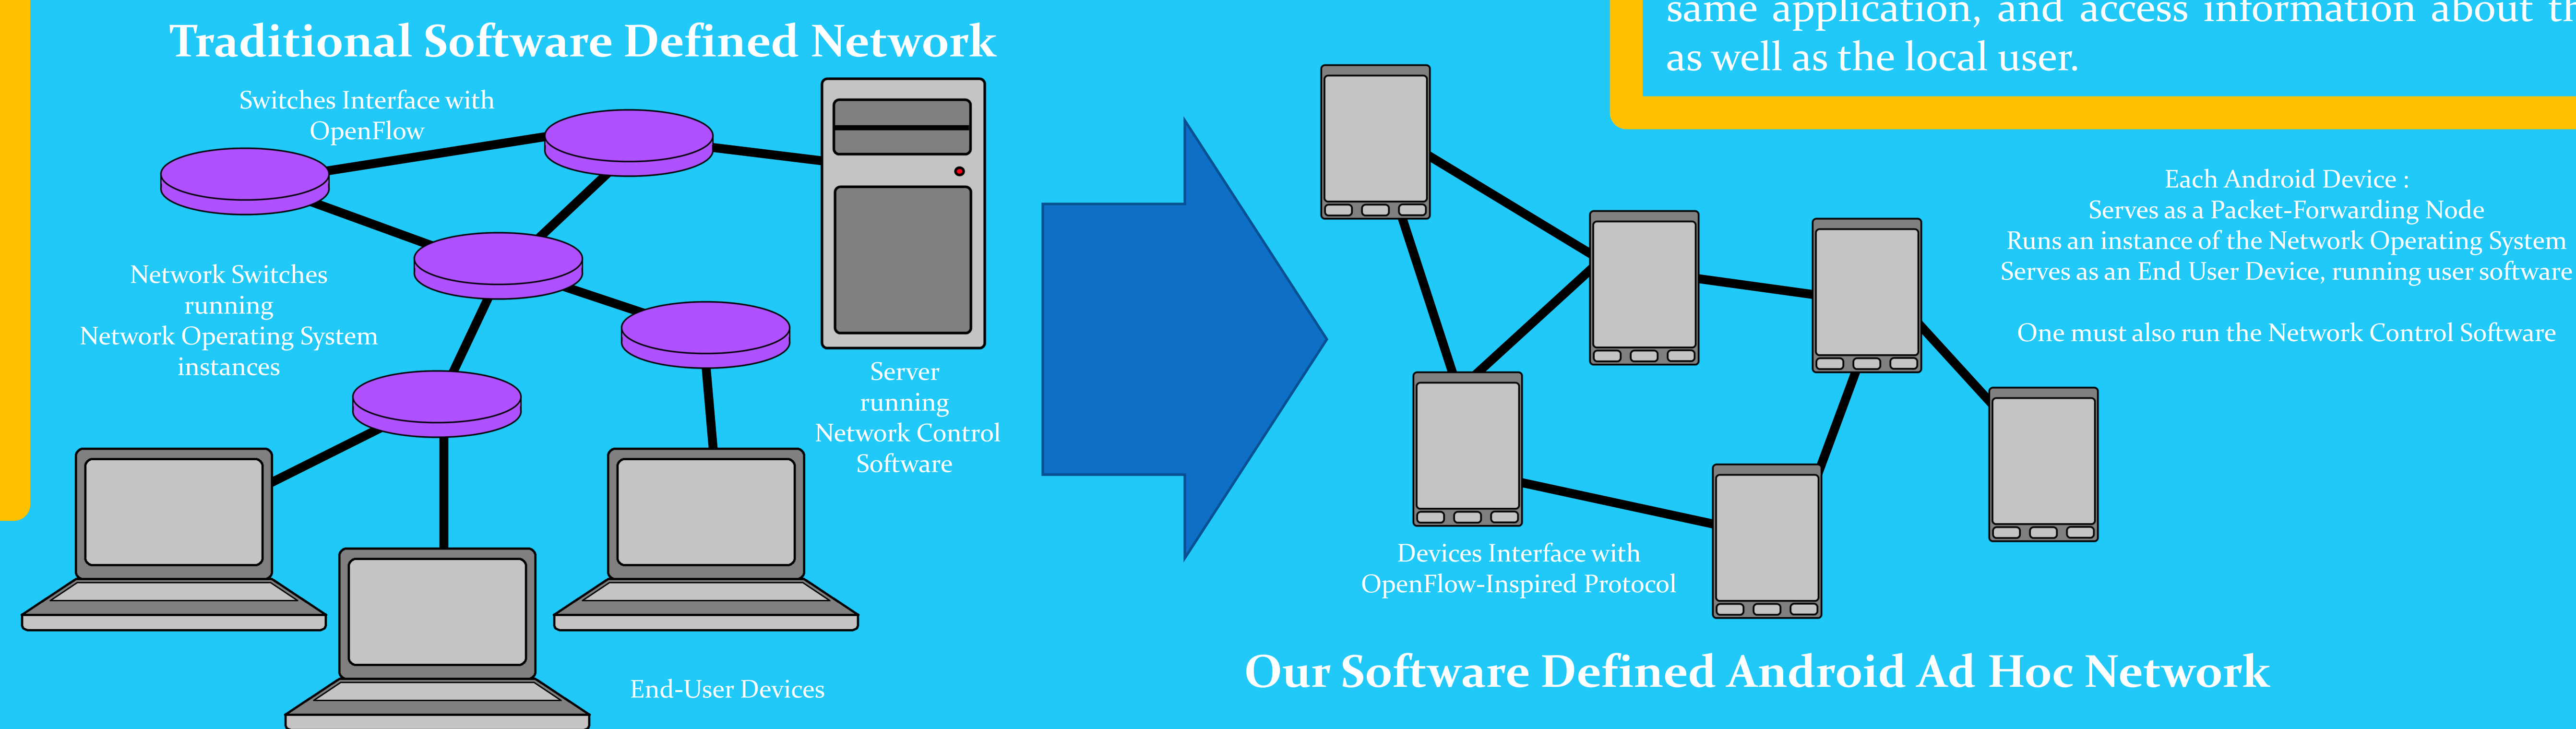 Traditional Software Defined Network
Switches Interface with
OpenFlow
Network Switches
running
Network Operating System
instances
Server
running
Network Control
Software
End-User Devices
same application, and access information about
as well as the local user.
Each Android Device :
Serves as a Packet-Forwarding Node
Runs an instance of the Network Operating System
Serves as an End User Device, running user software
One must also run the Network Control Software
Devices Interface with
OpenFlow-Inspired Protocol
Our Software Defined Android Ad Hoc Network